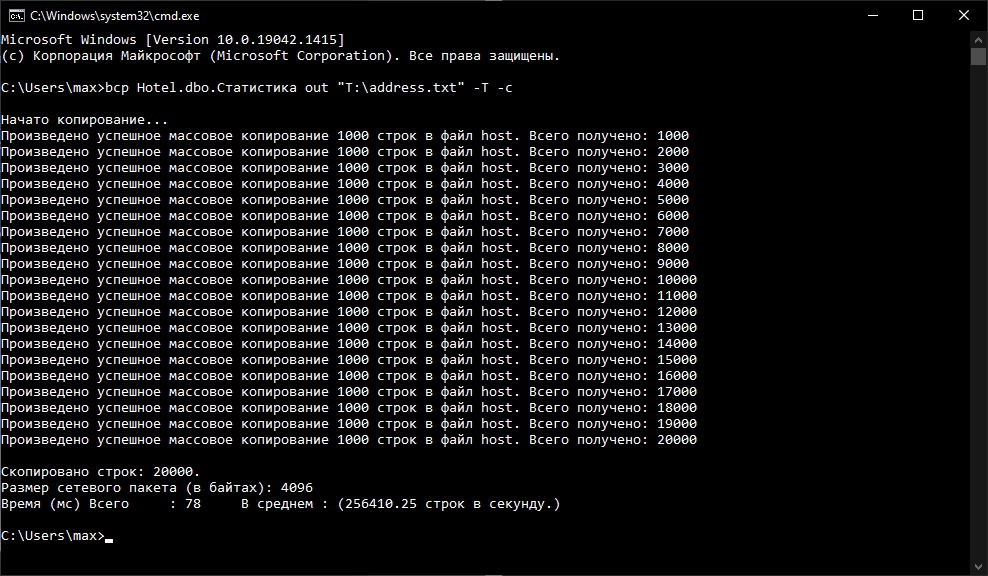 C:\Windows\system32\cmd.exe
Microsoft Windows [Version 10.0.19042.1415]
(c) Корпорация Майкрософт (Microsoft Corporation). Все права защищены.
C:\Users\max>bcp Hotel.dbo.Статистика out "T:\address.txt" -T -c
Начато копирование...
Произведено успешное массовое копирование 1000 строк в файл host. Всего получено: 1000
Произведено успешное массовое копирование 1000 строк в файл host. Всего получено: 2000
Произведено успешное массовое копирование 1000 строк в файл host. Всего получено: 3000
Произведено успешное массовое копирование 1000 строк в файл host. Всего получено: 4000
Произведено успешное массовое копирование 1000 строк в файл host. Всего получено: 5000
Произведено успешное массовое копирование 1000 строк в файл host. Всего получено: 6000
Произведено успешное массовое копирование 1000 строк в файл host. Всего получено: 7000
Произведено успешное массовое копирование 1000 строк в файл host. Всего получено: 8000
Произведено успешное массовое копирование 1000 строк в файл host. Всего получено: 9000
Произведено успешное массовое копирование 1000 строк в файл host. Всего получено: 10000
Произведено успешное массовое копирование 1000 строк в файл host. Всего получено: 11000
Произведено успешное массовое копирование 1000 строк в файл host. Всего получено: 12000
Произведено успешное массовое копирование 1000 строк в файл host. Всего получено: 13000
Произведено успешное массовое копирование 1000 строк в файл host. Всего получено: 14000
Произведено успешное массовое копирование 1000 строк в файл host. Всего получено: 15000
Произведено успешное массовое копирование 1000 строк в файл host. Всего получено: 16000
Произведено успешное массовое копирование 1000 строк в файл host. Всего получено: 17000
Произведено успешное массовое копирование 1000 строк в файл host. Всего получено: 18000
Произведено успешное массовое копирование 1000 строк в файл host. Всего получено: 19000
Произведено успешное массовое копирование 1000 строк в файл host. Всего получено: 20000
Скопировано строк: 20000.
Размер сетевого пакета (в байтах): 4096
Время (мс) Всего     : 78     В среднем : (256410.25 строк в секунду.)
C:\Users\max>